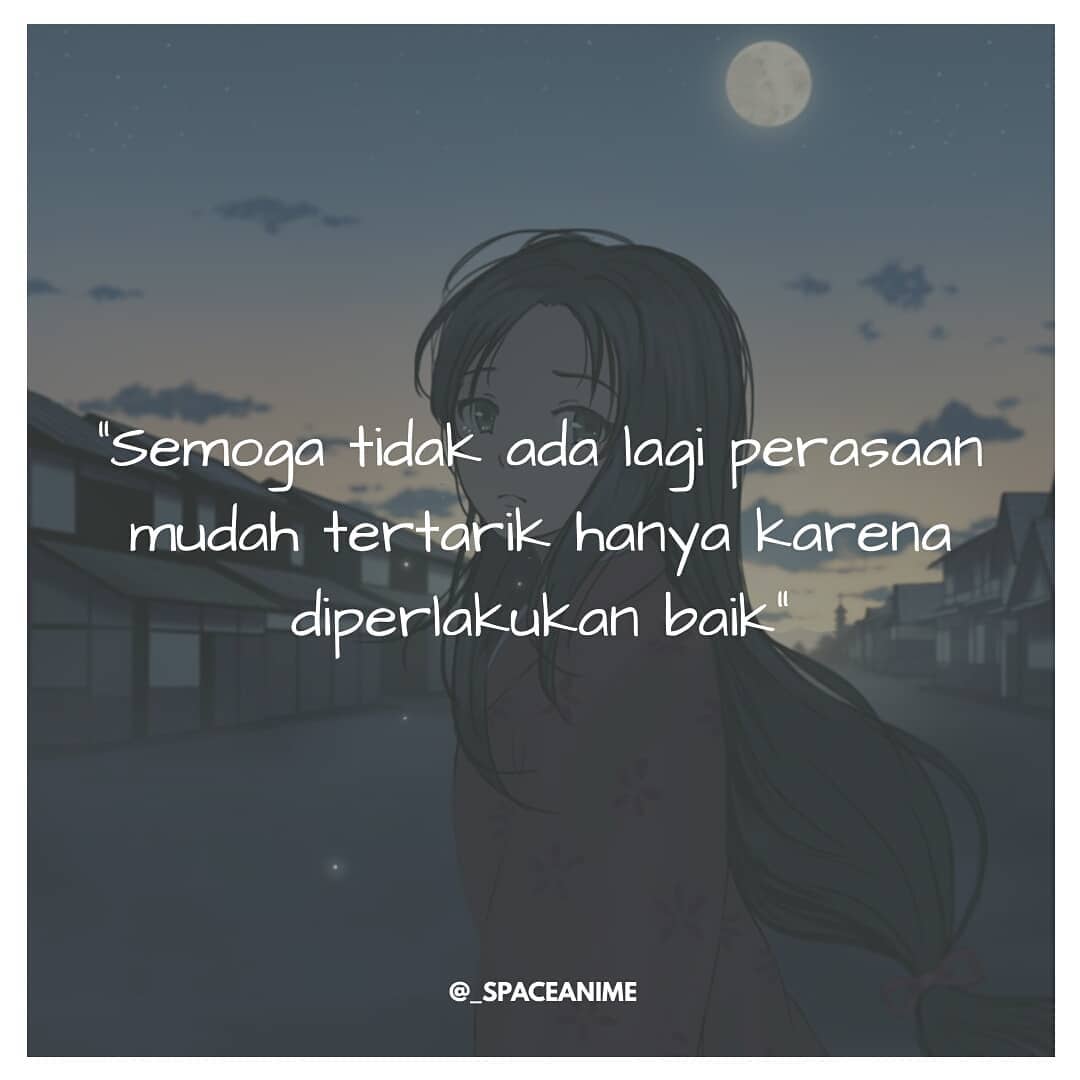 "Semoga tidak ada lagi perasaan
mudah tertarik hanya karena
diperlakukan baik"
@_SPACEANIME